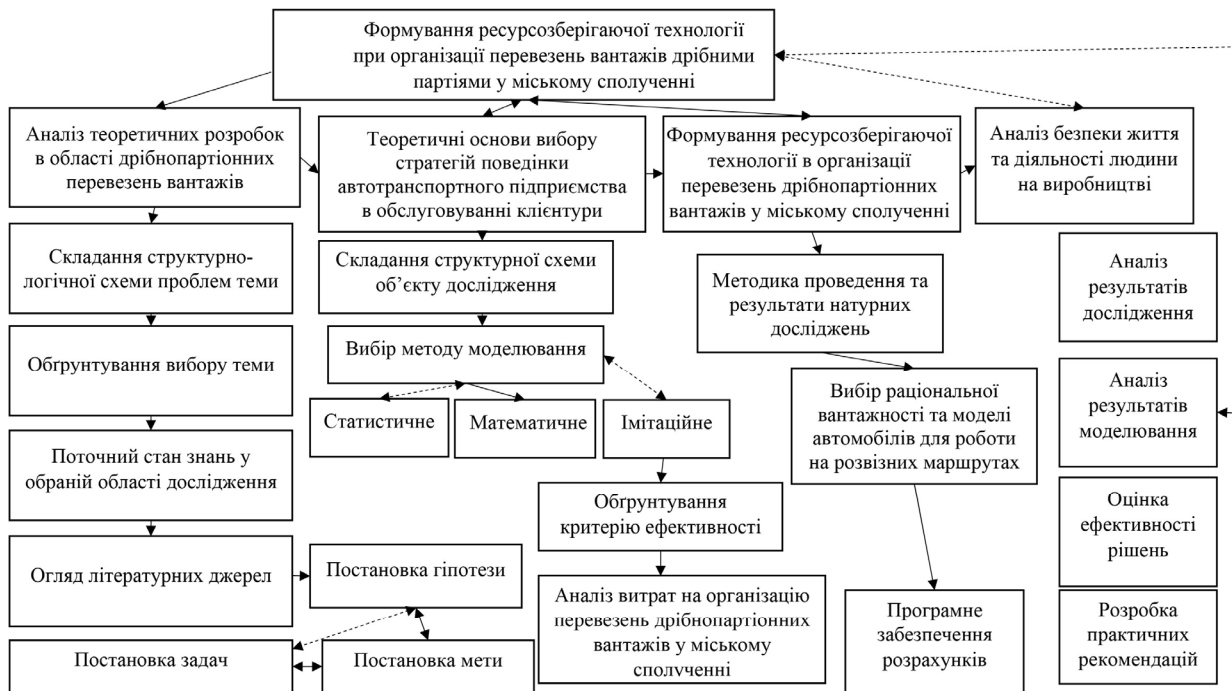 Формування ресурсозберігаючої технології
при організації перевезень вантажів дрібними
партіями у міському сполученні
Аналіз теоретичних розробок
в області дрібнопартіонних
перевезень вантажів
Теоретичні основи вибору
стратегій поведінки
автотранспортного підприємства
в обслуговуванні клієнтури
Формування ресурсозберігаючої
технології в організації
перевезень дрібнопартіонних
вантажів у міському сполученні
Аналіз безпеки життя
та діяльності людини
на виробництві
Складання структурно-
логічної схеми проблем теми
Складання структурної схеми
об’єкту дослідження
Методика проведення та
результати натурних
досліджень
Аналіз
результатів
дослідження
Обґрунтування вибору теми
Вибір методу моделювання
Статистичне
Математичне
Імітаційне
Вибір раціональної
вантажності та моделі
автомобілів для роботи
на розвізних маршрутах
Аналіз
результатів
моделювання
Поточний стан знань у
обраній області дослідження
Обґрунтування
критерію ефективності
Оцінка
ефективності
рішень
Огляд літературних джерел
Постановка гіпотези
Аналіз витрат на організацію
перевезень дрібнопартіонних
вантажів у міському
сполученні
Програмне
забезпечення
розрахунків
Розробка
практичних
рекомендацій
Постановка задач
Постановка мети